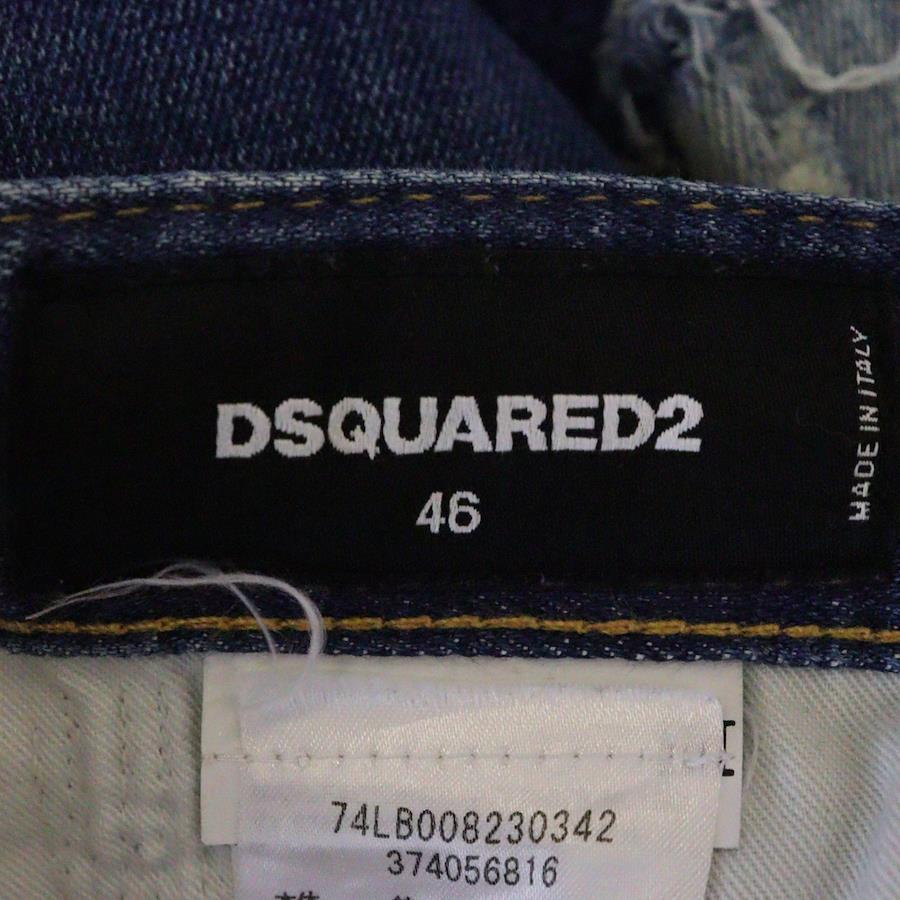 DSQUARED2
46
MADE IN ITALY
74LB008230342
374056816